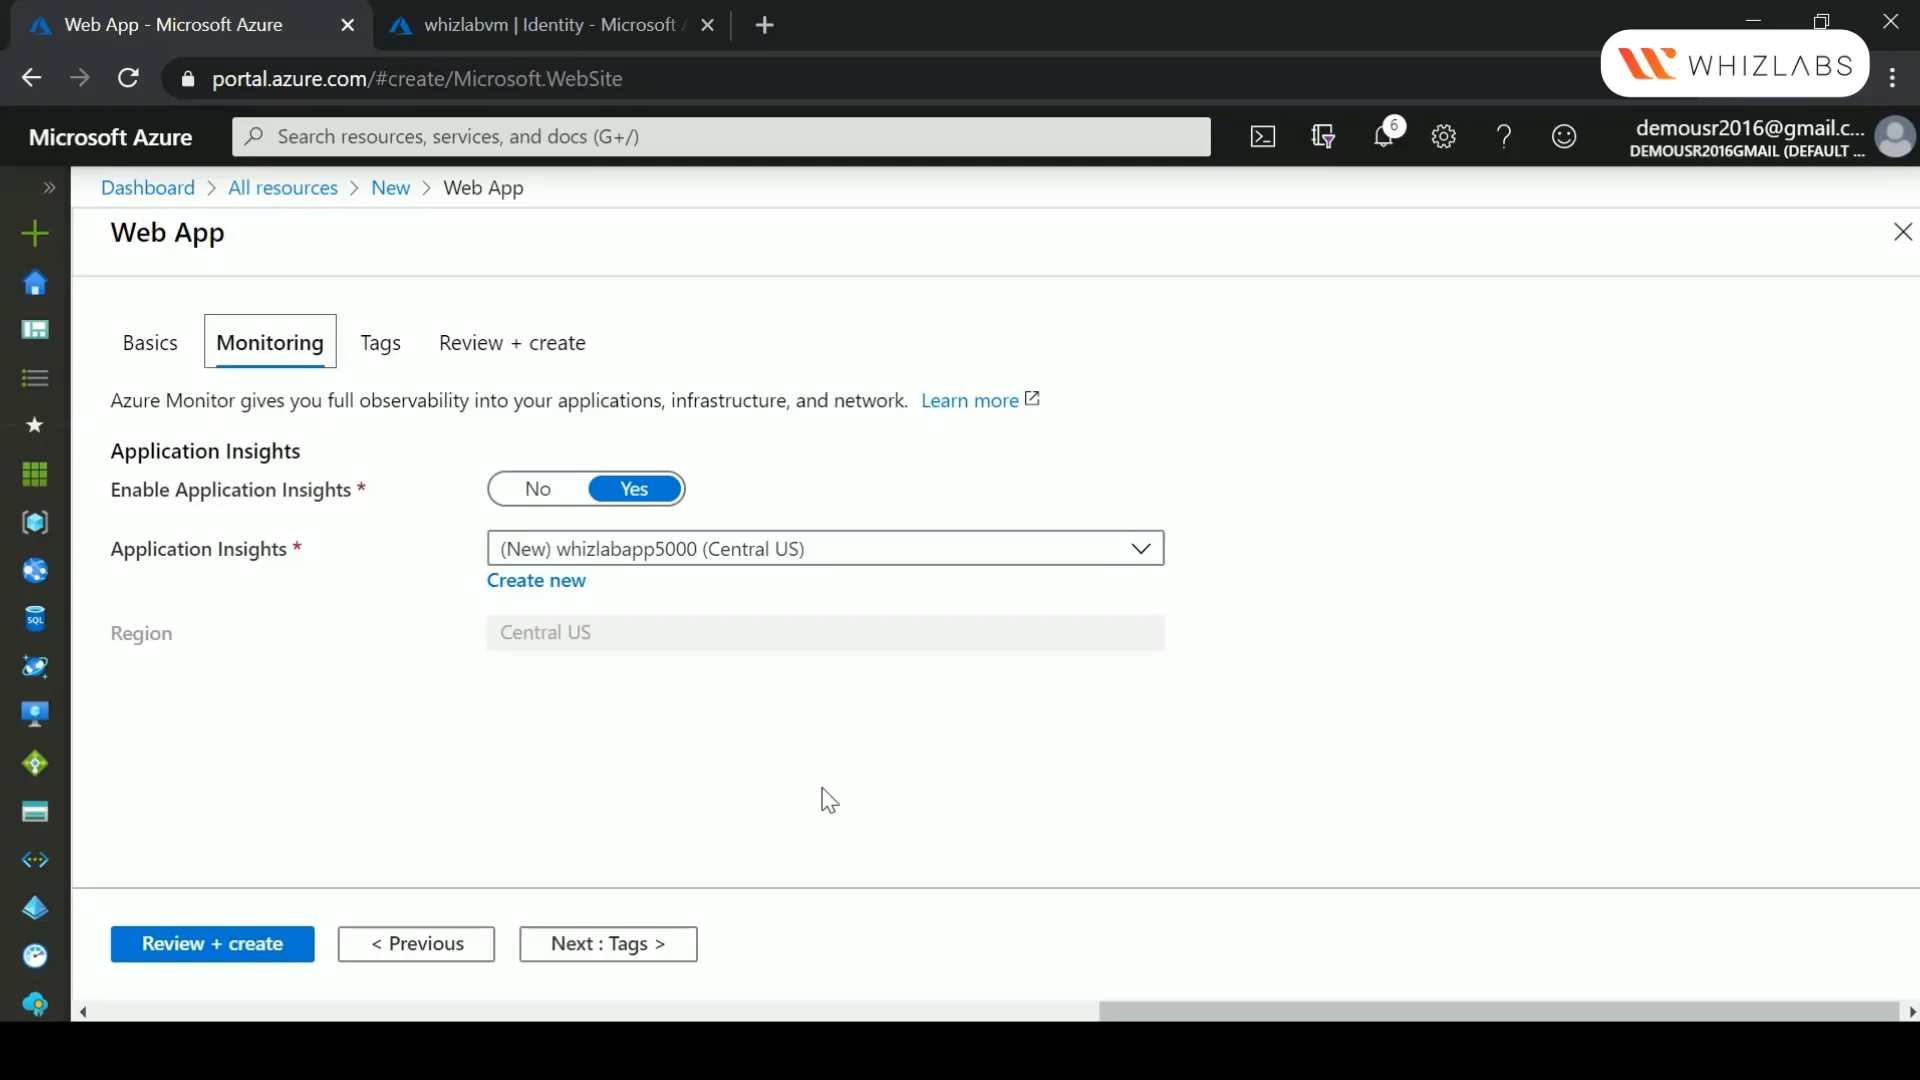 Web App - Microsoft Azure
whizlabvm | Identity - Microsoft
portal.azure.com/#create/Microsoft.WebSite
WHIZLABS
Microsoft Azure
Search resources, services, and docs (G+/)
6
demousr2016@gmail.c...
DEMOUSR2016GMAIL (DEFAULT ...
Dashboard > All resources > New > Web App
Web App
Basics Monitoring Tags Review + create
Azure Monitor gives you full observability into your applications, infrastructure, and network. Learn more
Application Insights
Enable Application Insights * No Yes
Application Insights * (New) whizlabapp5000 (Central US)
Create new
Region Central US
SQL
Review + create < Previous Next : Tags >